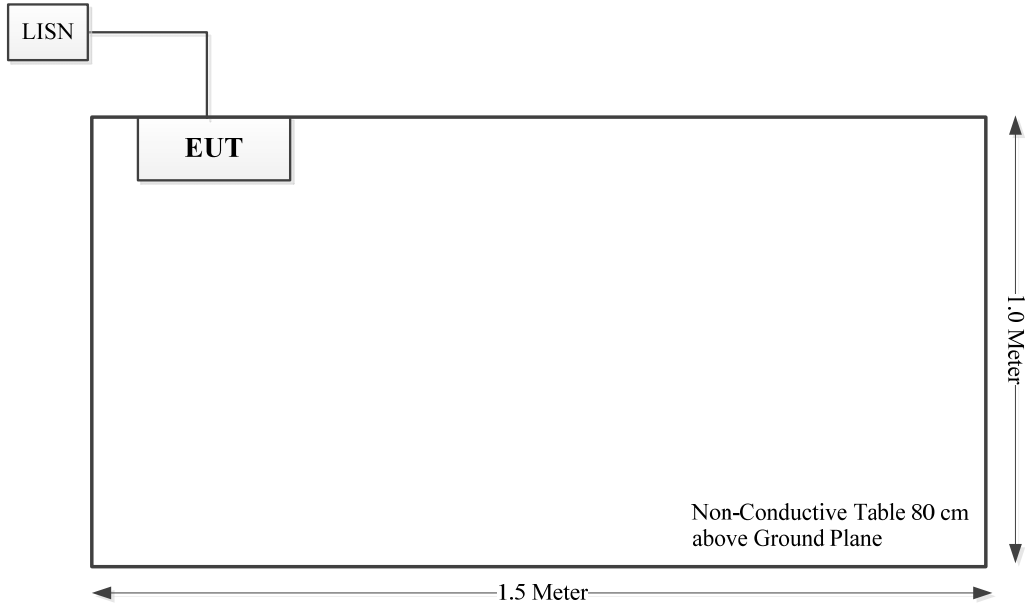 LISN
EUT
1.0 Meter
Non-Conductive Table 80 cm
above Ground Plane
1.5 Meter